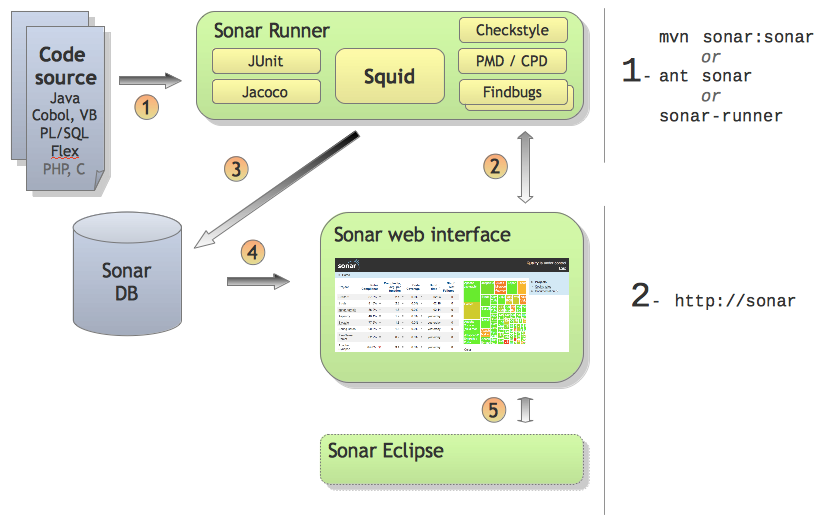 Code
source
Java
Cobol, VB
PL/SQL
Flex
PHP, C
1
Sonar Runner
JUnit
Jacoco
Squid
Checkstyle
PMD / CPD
Findbugs
1-
mvn sonar:sonar
or
ant sonar
or
sonar-runner
3
2
Sonar
DB
4
Sonar web interface
sonar
2- http://sonar
5
Sonar Eclipse